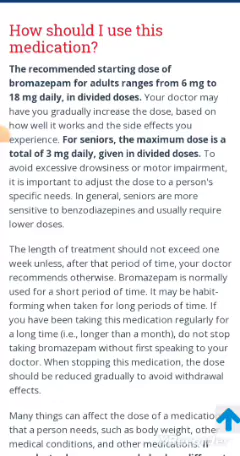 How should I use this
medication?
The recommended starting dose of
bromazepam for adults ranges from 6 mg to
18 mg daily, in divided doses. Your doctor may
have you gradually increase the dose, based on
how well it works and the side effects you
experience. For seniors, the maximum dose is a
total of 3 mg daily, given in divided doses. To
avoid excessive drowsiness or motor impairment,
it is important to adjust the dose to a person's
specific needs. In general, seniors are more
sensitive to benzodiazepines and usually require
lower doses.
The length of treatment should not exceed one
week unless, after that period of time, your doctor
recommends otherwise. Bromazepam is normally
used for a short period of time. It may be habit-
forming when taken for long periods of time. If
you have been taking this medication regularly for
a long time (i.e., longer than a month), do not stop
taking bromazepam without first speaking to your
doctor. When stopping this medication, the dose
should be reduced gradually to avoid withdrawal
effects.
Many things can affect the dose of a medication
that a person needs, such as body weight, other
medical conditions, and other medications. If